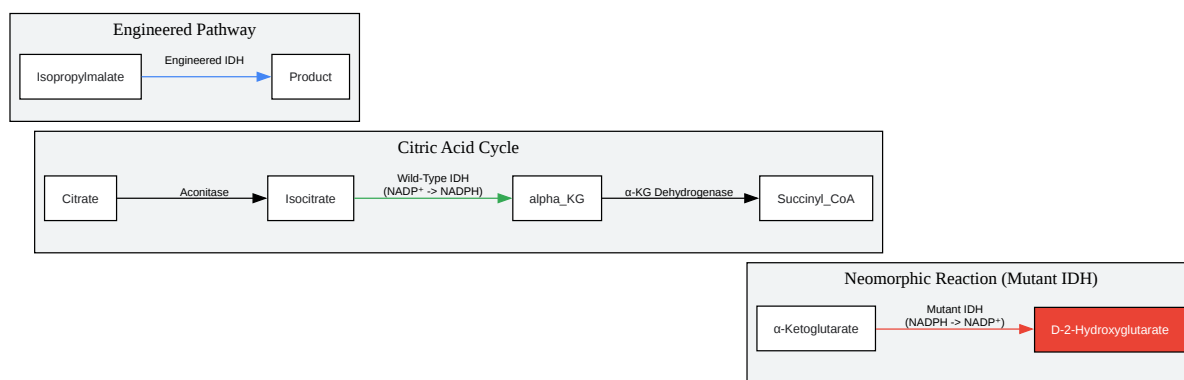 Engineered Pathway
Isopropylmalate
Engineered IDH
Product
Citric Acid Cycle
Citrate
Aconitase
Isocitrate
Wild-Type IDH
(NADP⁺ -> NADPH)
alpha_KG
α-KG Dehydrogenase
Succinyl_CoA
Neomorphic Reaction (Mutant IDH)
α-Ketoglutarate
Mutant IDH
(NADPH -> NADP⁺)
D-2-Hydroxyglutarate